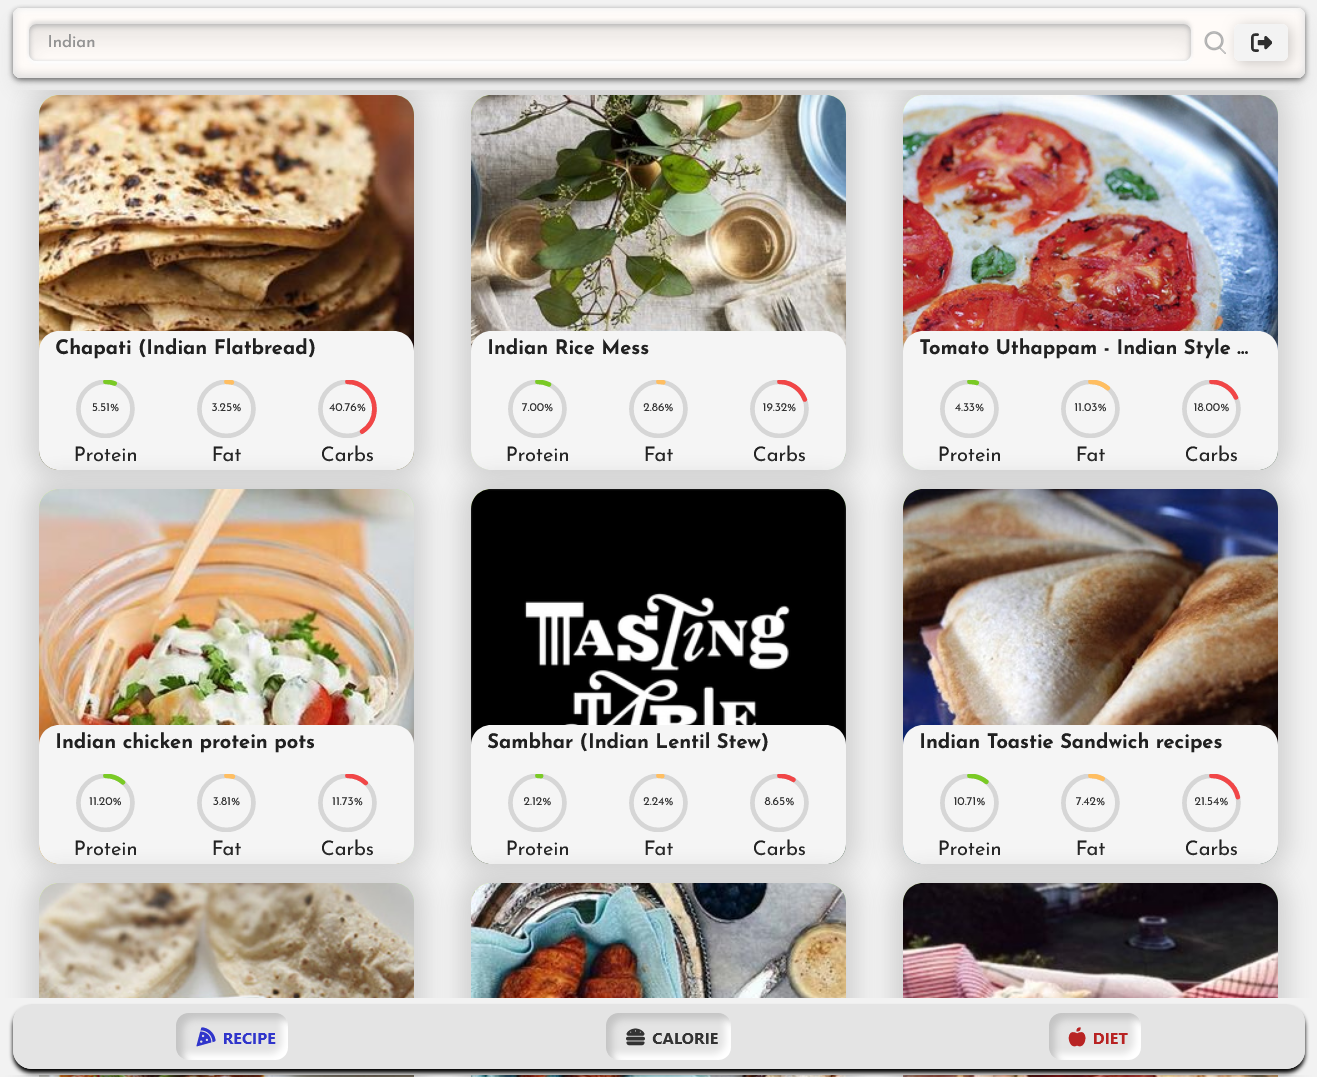 Indian
Chapati (Indian Flatbread)
5.51%
3.25%
40.76%
Protein
Fat
Carbs
Indian Rice Mess
7.00%
2.86%
19.32%
Protein
Fat
Carbs
Tomato Uthappam - Indian Style ...
4.33%
11.03%
18.00%
Protein
Fat
Carbs
Indian chicken protein pots
11.20%
3.81%
11.73%
Protein
Fat
Carbs
TASTING
TABLE
Sambhar (Indian Lentil Stew)
2.12%
2.24%
8.65%
Protein
Fat
Carbs
Indian Toastie Sandwich recipes
10.71%
7.42%
21.54%
Protein
Fat
Carbs
RECIPE
CALORIE
DIET